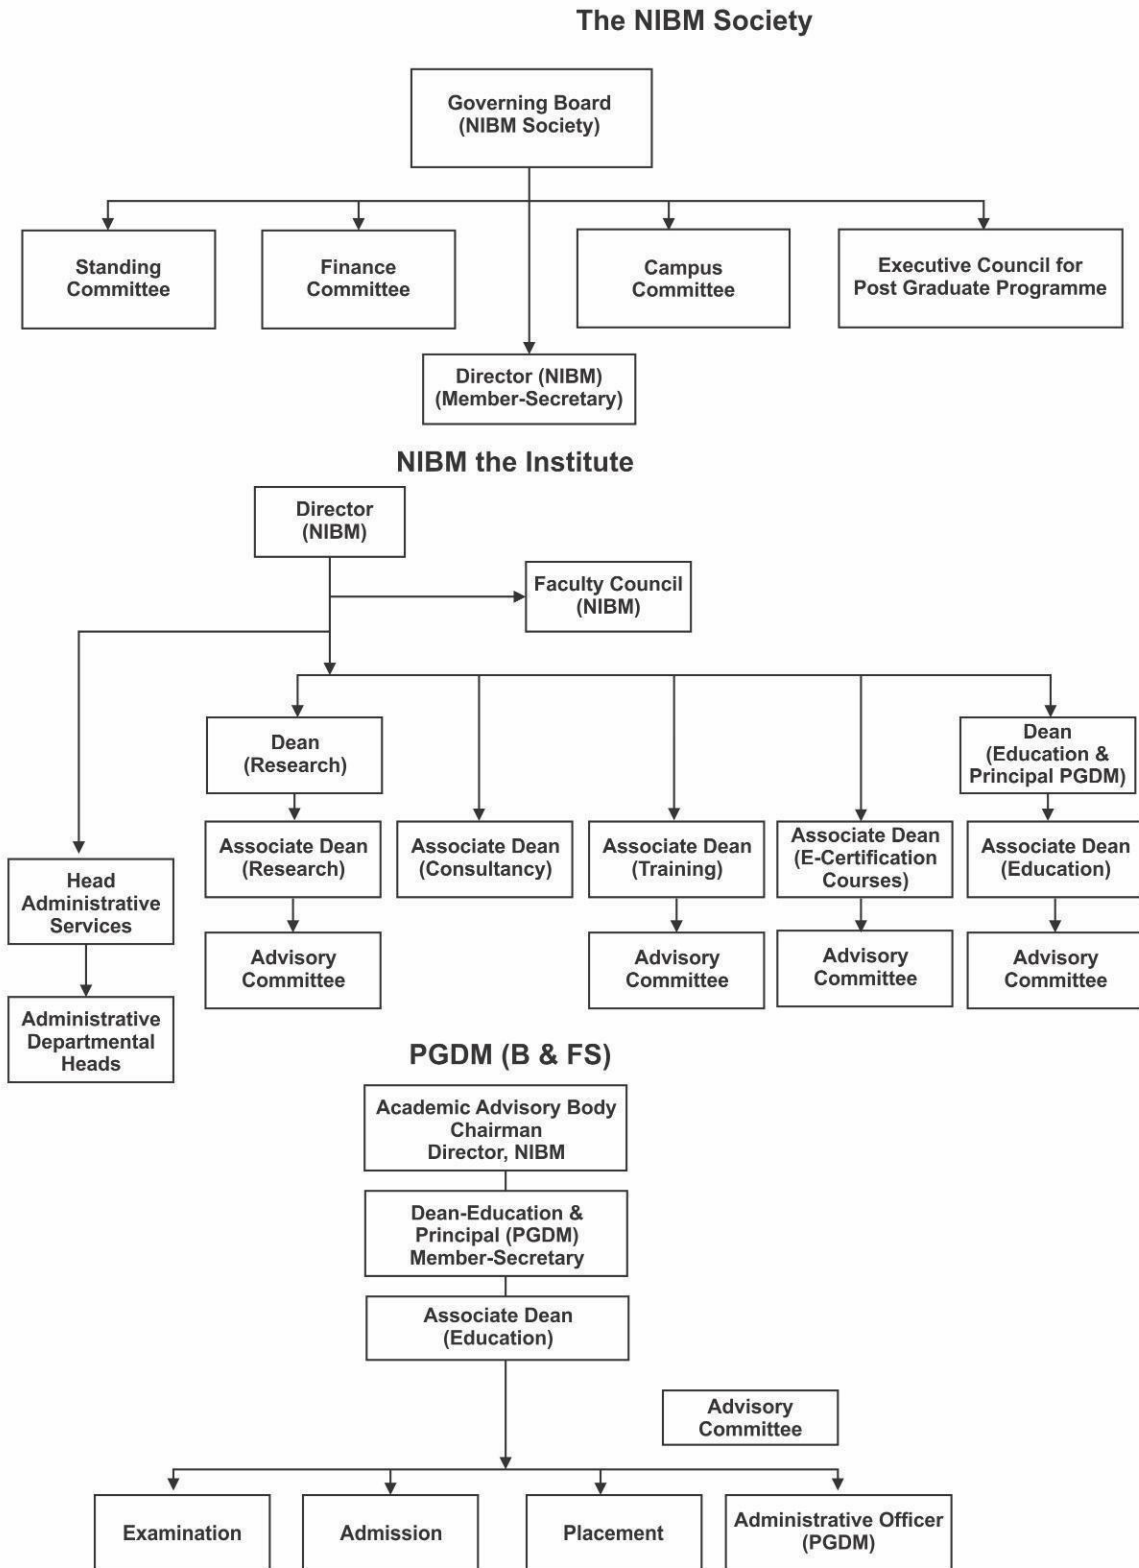 The NIBM Society
Governing Board
(NIBM Society)
Standing
Committee
Finance
Committee
Campus
Committee
Executive Council for
Post Graduate Programme
Director (NIBM)
(Member-Secretary)
NIBM the Institute
Director
(NIBM)
Faculty Council
(NIBM)
Dean
(Research)
Dean
(Education &
Principal PGDM)
Associate Dean
(Research)
Associate Dean
(Consultancy)
Associate Dean
(Training)
Associate Dean
(E-Certification
Courses)
Associate Dean
(Education)
Head
Administrative
Services
Advisory
Committee
Advisory
Committee
Advisory
Committee
Advisory
Committee
Administrative
Departmental
Heads
PGDM (B & FS)
Academic Advisory Body
Chairman
Director, NIBM
Dean-Education &
Principal (PGDM)
Member-Secretary
Associate Dean
(Education)
Advisory
Committee
Examination
Admission
Placement
Administrative Officer
(PGDM)